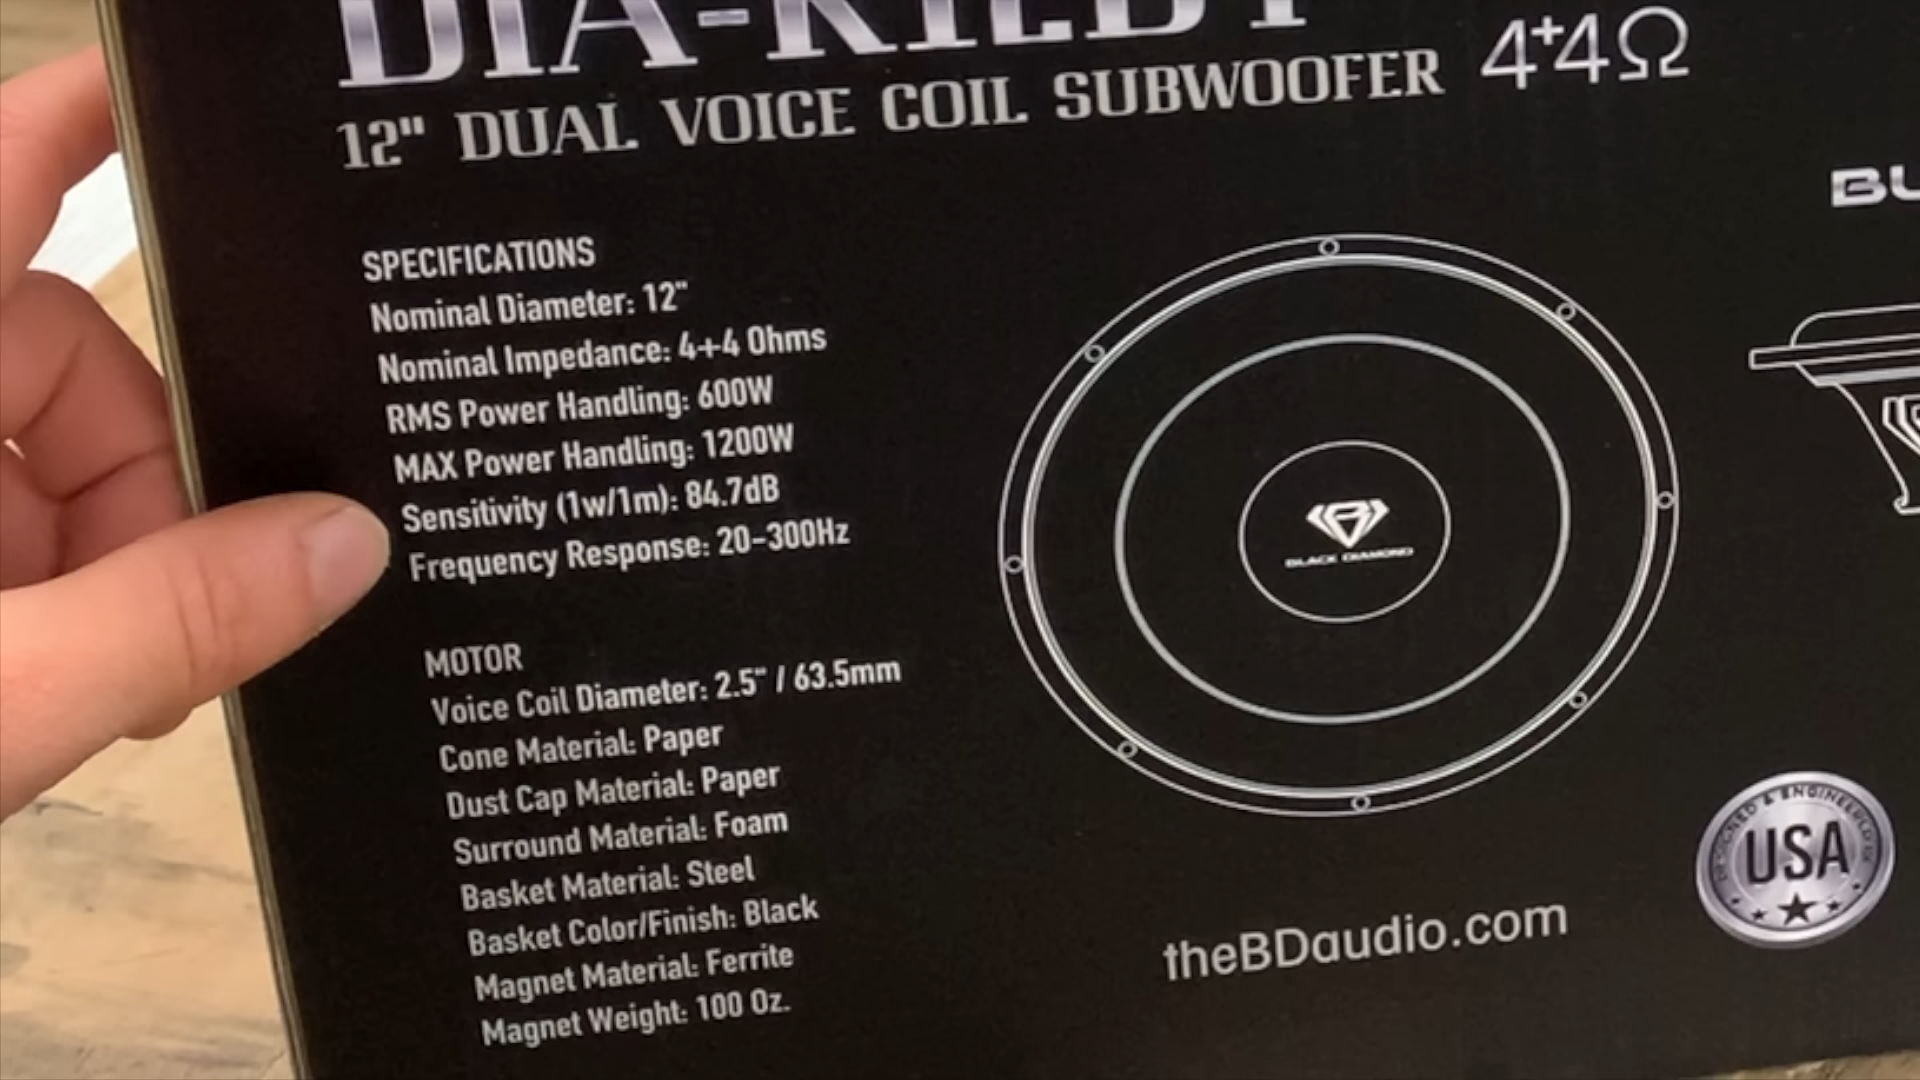 12" DUAL VOICE COIL SUBWOOFER 4+4Ω
SPECIFICATIONS
Nominal Diameter: 12"
Nominal Impedance: 4+4 Ohms
RMS Power Handling: 600W
MAX Power Handling: 1200W
Sensitivity (1w/1m): 84.7dB
Frequency Response: 20-300Hz
MOTOR
Voice Coil Diameter: 2.5" / 63.5mm
Cone Material: Paper
Dust Cap Material: Paper
Surround Material: Foam
Basket Material: Steel
Basket Color/Finish: Black
Magnet Material: Ferrite
Magnet Weight: 100 Oz.
BLACK DIAMOND
DESIGNED & ENGINEERED
USA
theBDaudio.com